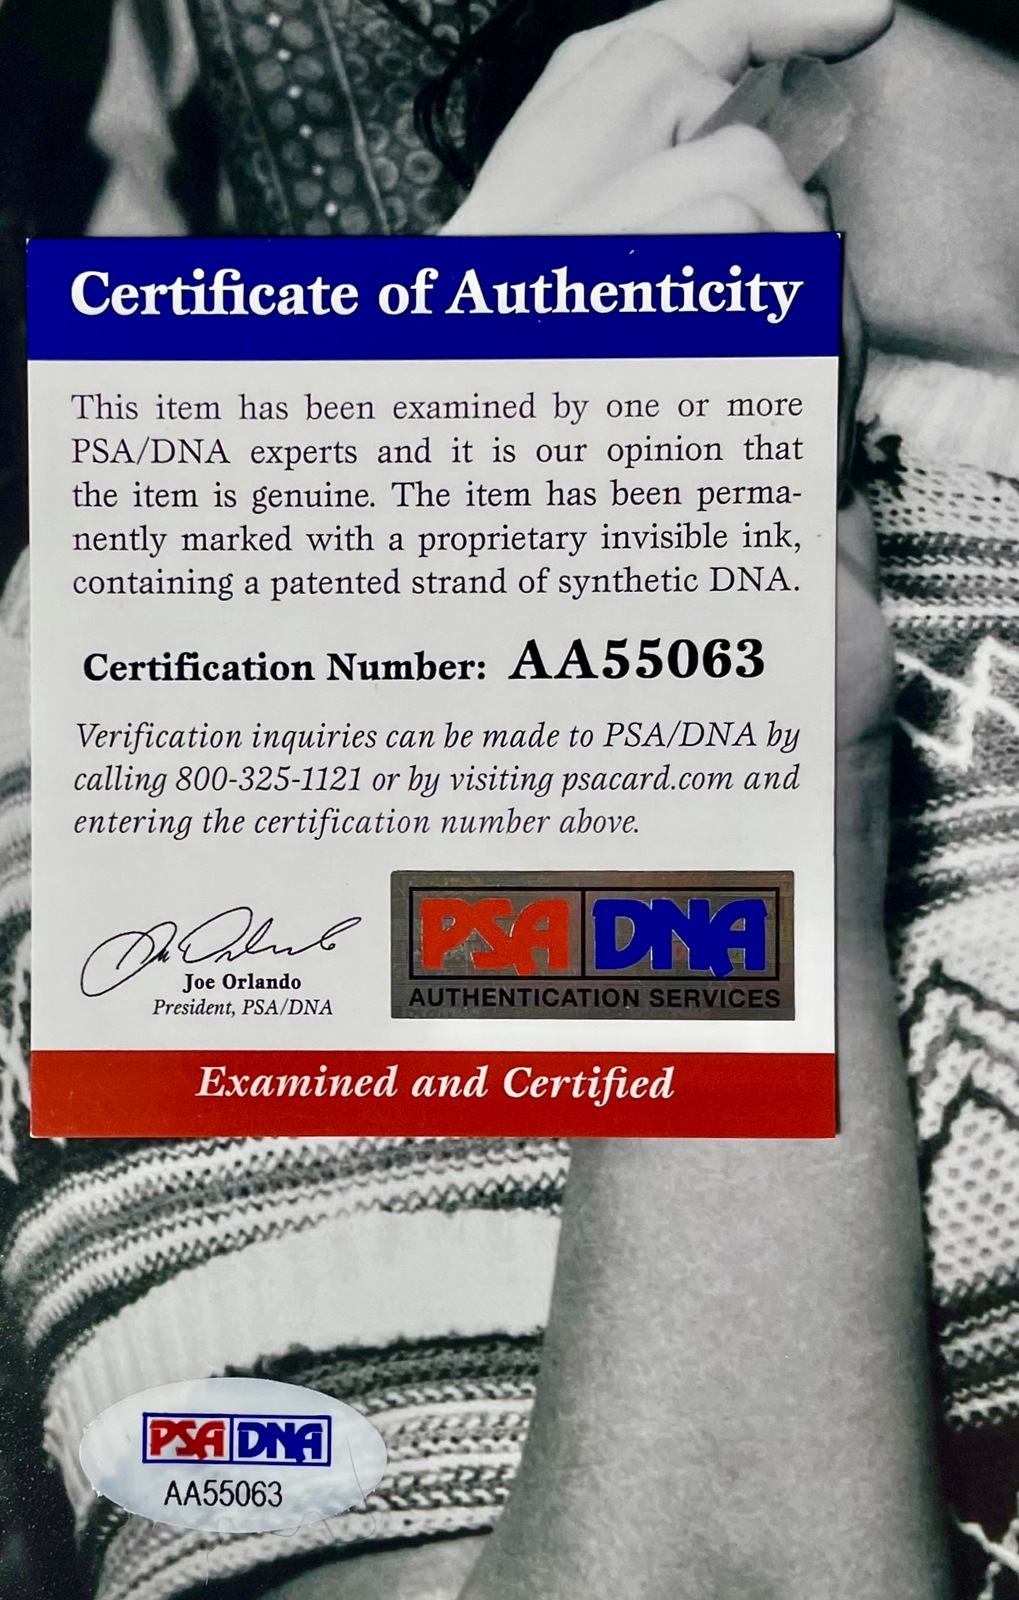 Certificate of Authenticity
This item has been examined by one or more
PSA/DNA experts and it is our opinion that
the item is genuine. The item has been perma-
nently marked with a proprietary invisible ink,
containing a patented strand of synthetic DNA.
Certification Number: AA55063
Verification inquiries can be made to PSA/DNA by
calling 800-325-1121 or by visiting psacard.com and
entering the certification number above.
Joe Orlando
President, PSA/DNA
PSA DNA
AUTHENTICATION SERVICES
Examined and Certified
PSA DNA
AA55063